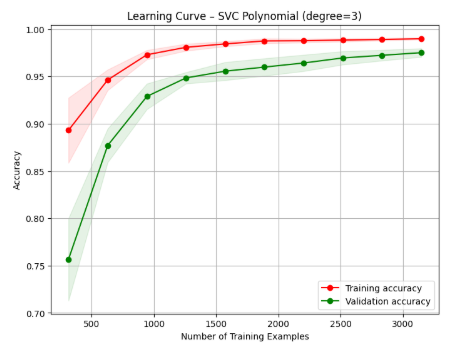 Learning Curve – SVC Polynomial (degree=3)
1.00
0.95
0.90
0.85
0.80
0.75
0.70
Accuracy
Training accuracy
Validation accuracy
500 1000 1500 2000 2500 3000
Number of Training Examples